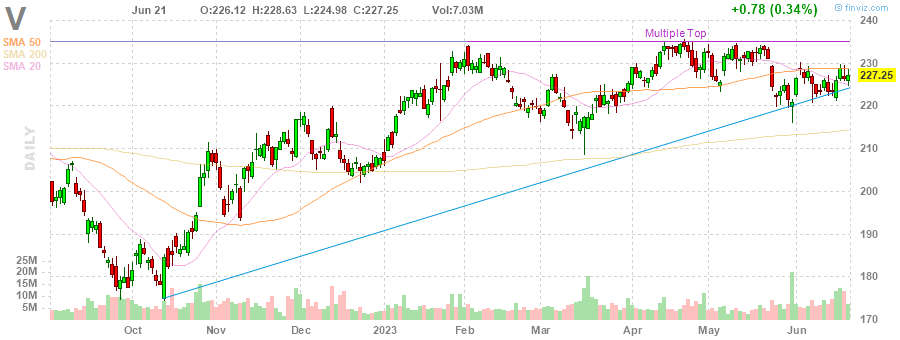 V Jun 21 O:226.12 H:228.63 L:224.98 C:227.25 Vol:7.03M +0.78 (0.34%) © finviz.com
SMA 50
SMA 200
SMA 20
Multiple Top
DAILY
240
230
227.25
220
210
200
190
180
170
25M
20M
15M
10M
5M
Oct Nov Dec 2023 Feb Mar Apr May Jun